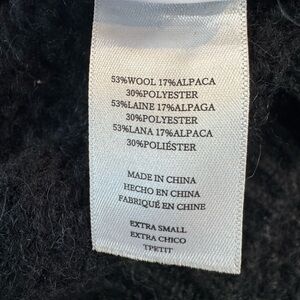 53%WOOL 17%ALPACA
30%POLYESTER
53%LAINE 17%ALPAGA
30%POLYESTER
53%LANA 17%ALPACA
30%POLIÉSTER
MADE IN CHINA
HECHO EN CHINA
FABRIQUÉ EN CHINE
EXTRA SMALL
EXTRA CHICO
TPETIT